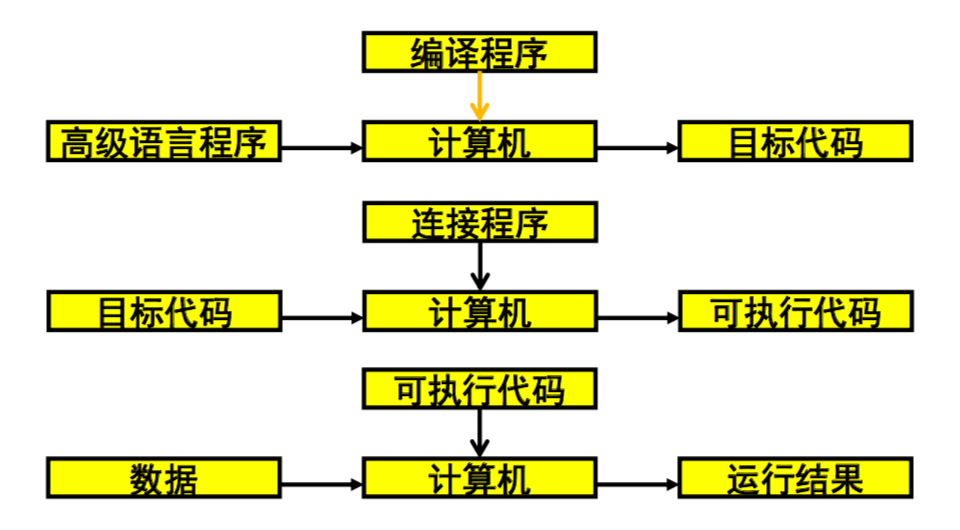 编译程序
高级语言程序 计算机 目标代码
连接程序
目标代码 计算机 可执行代码
可执行代码
数据 计算机 运行结果